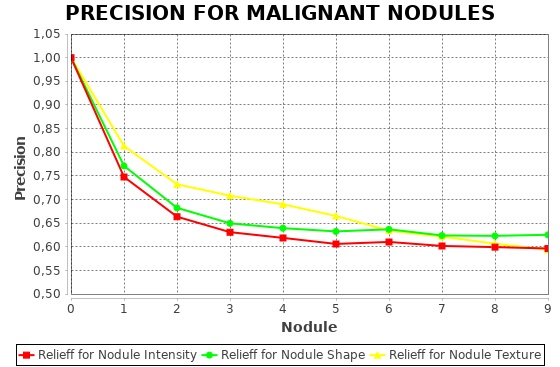 PRECISION FOR MALIGNANT NODULES
1,05
1,00
0,95
0,90
0,85
0,80
0,75
0,70
0,65
0,60
0,55
0,50
Precision
0 1 2 3 4 5 6 7 8 9
Nodule
Relieff for Nodule Intensity Relieff for Nodule Shape Relieff for Nodule Texture